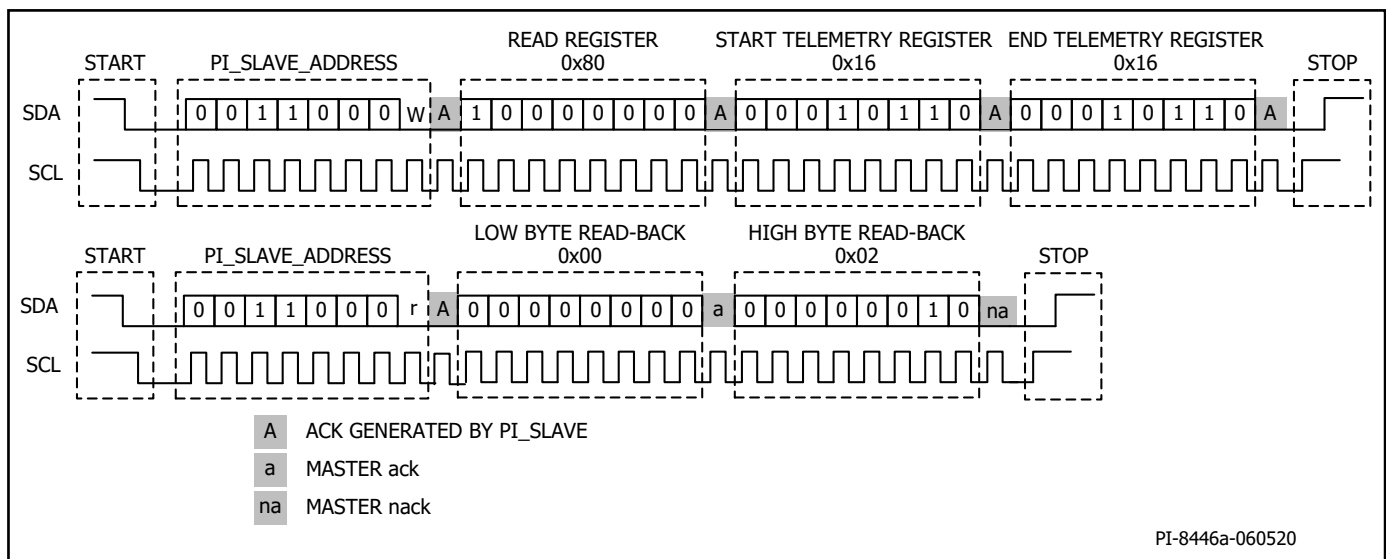 READ REGISTER START TELEMETRY REGISTER END TELEMETRY REGISTER
START PI_SLAVE_ADDRESS 0x80 0x16 0x16 STOP
SDA 0 0 1 1 0 0 0 W A 1 0 0 0 0 0 0 0 A 0 0 0 1 0 1 1 0 A 0 0 0 1 0 1 1 0 A
SCL
LOW BYTE READ-BACK HIGH BYTE READ-BACK
START PI_SLAVE_ADDRESS 0x00 0x02 STOP
SDA 0 0 1 1 0 0 0 r A 0 0 0 0 0 0 0 0 a 0 0 0 0 0 0 1 0 na
SCL
A ACK GENERATED BY PI_SLAVE
a MASTER ack
na MASTER nack
PI-8446a-060520